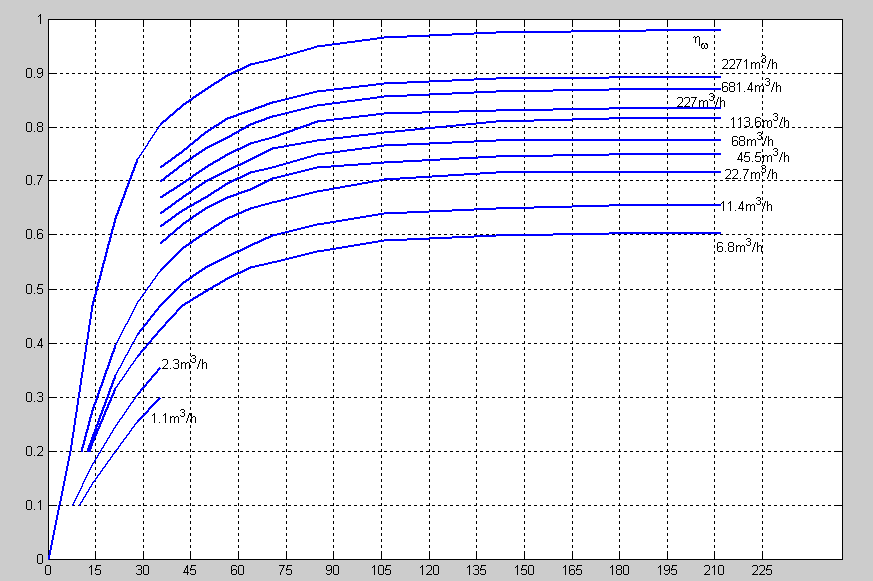 1
0.9
0.8
0.7
0.6
0.5
0.4
0.3
0.2
0.1
0
ηω
2271m³/h
681.4m³/h
227m³/h
113.6m³/h
68m³/h
45.5m³/h
22.7m³/h
11.4m³/h
6.8m³/h
2.3m³/h
1.1m³/h
0 15 30 45 60 75 90 105 120 135 150 165 180 195 210 225